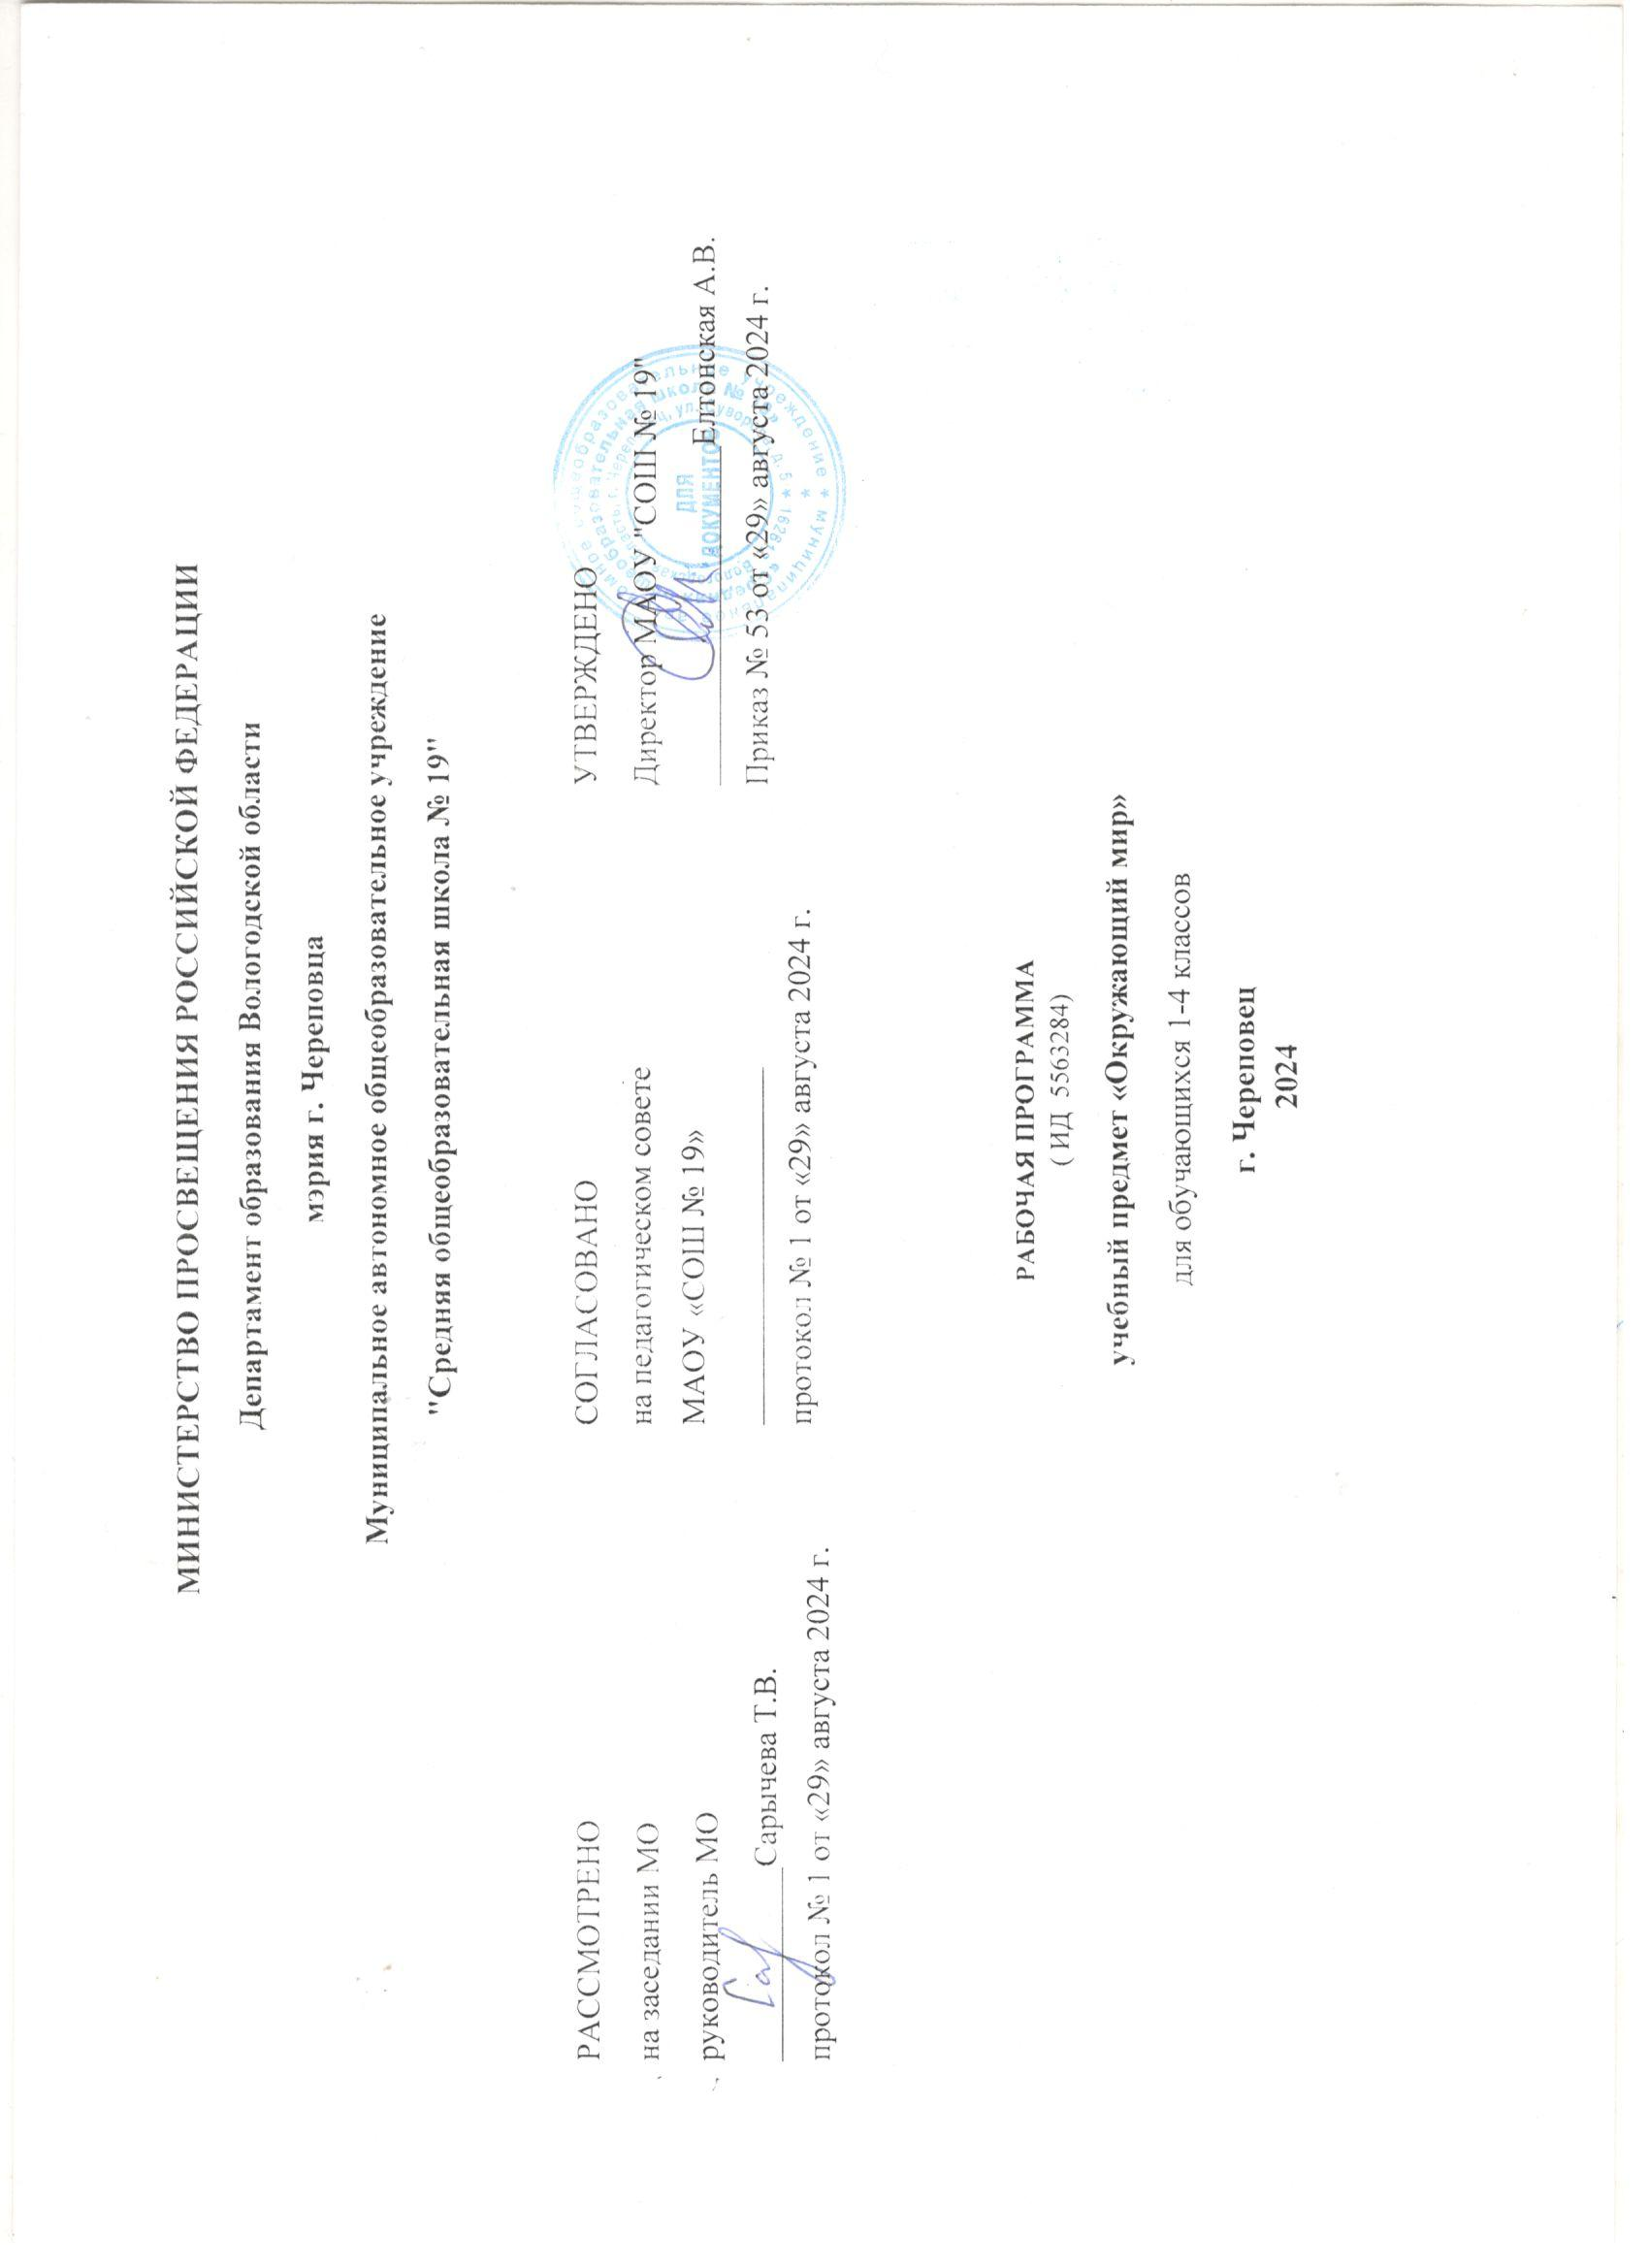 МИНИСТЕРСТВО ПРОСВЕЩЕНИЯ РОССИЙСКОЙ ФЕДЕРАЦИИ
Департамент образования Вологодской области
мэрия г. Череповца
Муниципальное автономное общеобразовательное учреждение
"Средняя общеобразовательная школа № 19"
РАССМОТРЕНО
на заседании МО
руководитель МО
Сарычева Т.В.
протокол № 1 от «29» августа 2024 г.
СОГЛАСОВАНО
на педагогическом совете
МАОУ «СОШ № 19»
протокол № 1 от «29» августа 2024 г.
УТВЕРЖДЕНО
Директор МАОУ "СОШ № 19"
Елтонская А.В.
Приказ № 53 от «29» августа 2024 г.
ДЛЯ
ДОКУМЕНТОВ
РАБОЧАЯ ПРОГРАММА
( ИД 5563284)
учебный предмет «Окружающий мир»
для обучающихся 1-4 классов
г. Череповец
2024